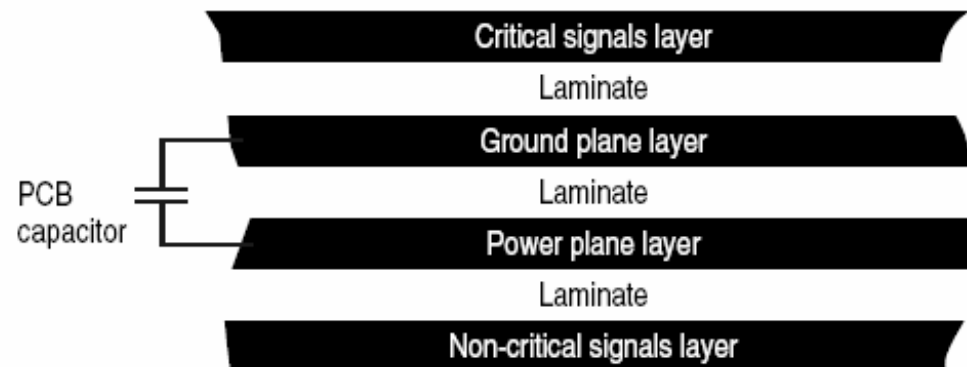 Critical signals layer
Laminate
Ground plane layer
PCB
capacitor
Laminate
Power plane layer
Laminate
Non-critical signals layer